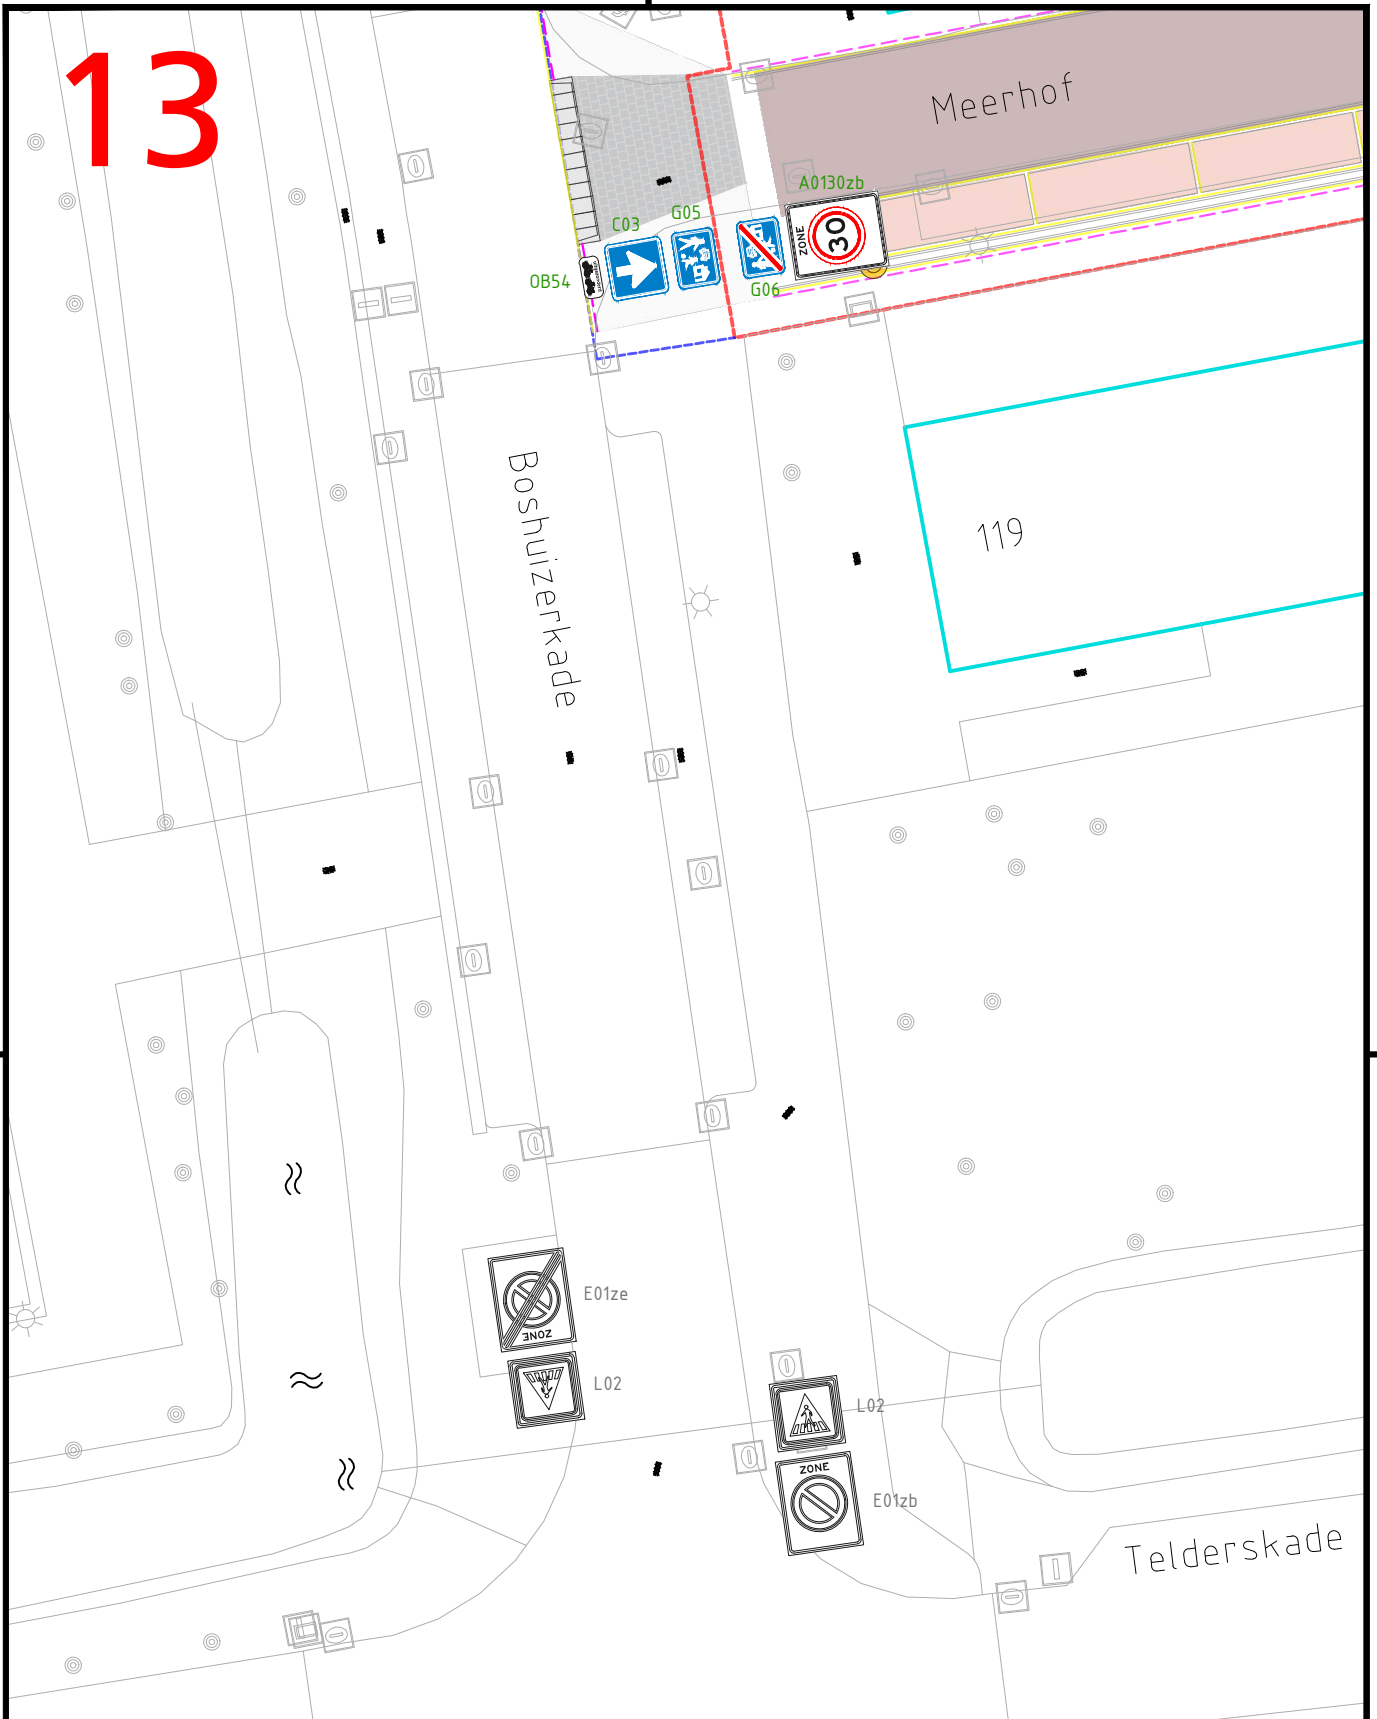 13
Meerhof
A0130zb
ZONE
30
G05
C03
OB54
G06
119
Boshuizerkade
E01ze
ZONE
L02
L02
ZONE
E01zb
Telderskade